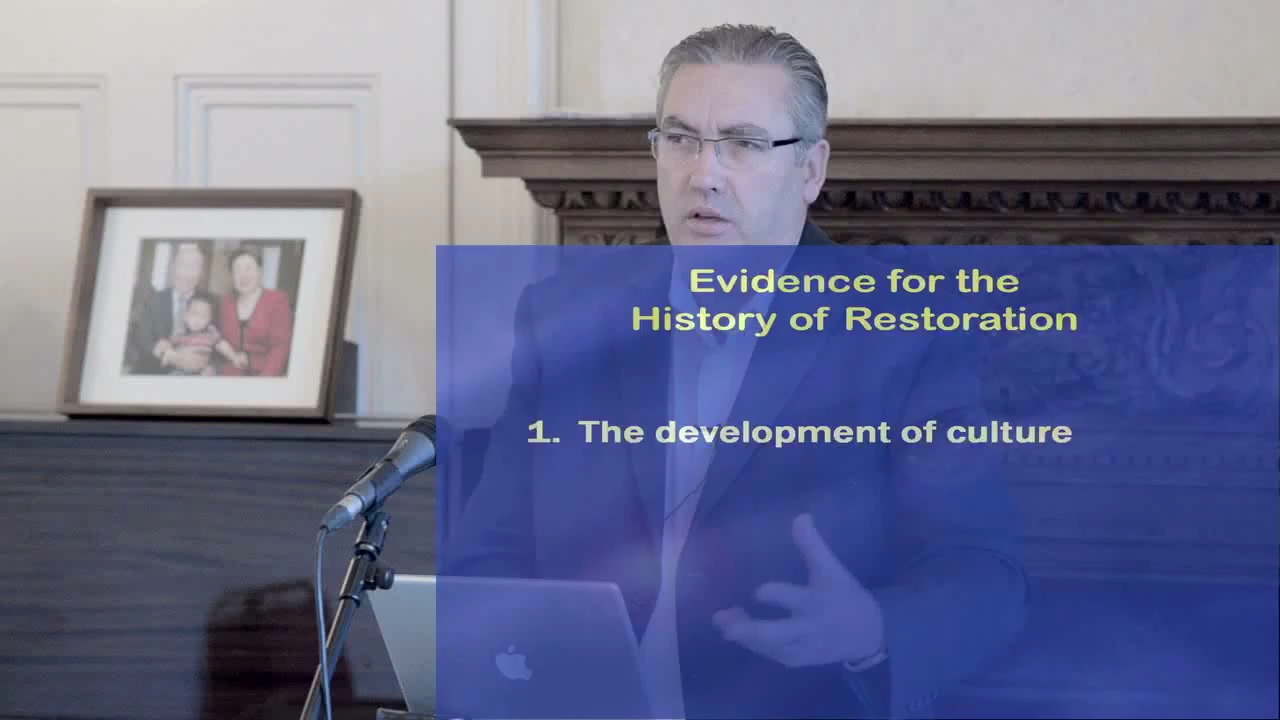 Evidence for the
History of Restoration
1. The development of culture